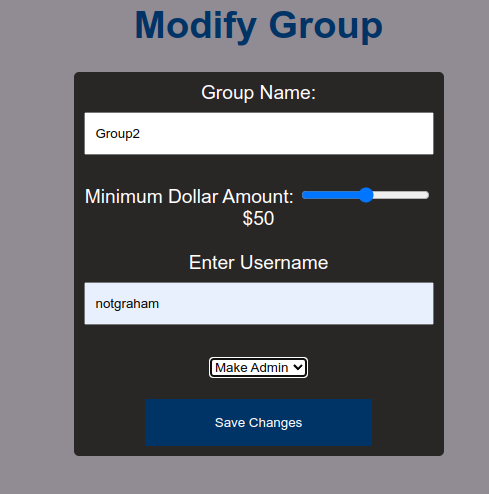 Modify Group
Group Name:
Group2
Minimum Dollar Amount:
$50
Enter Username
notgraham
Make Admin
Save Changes